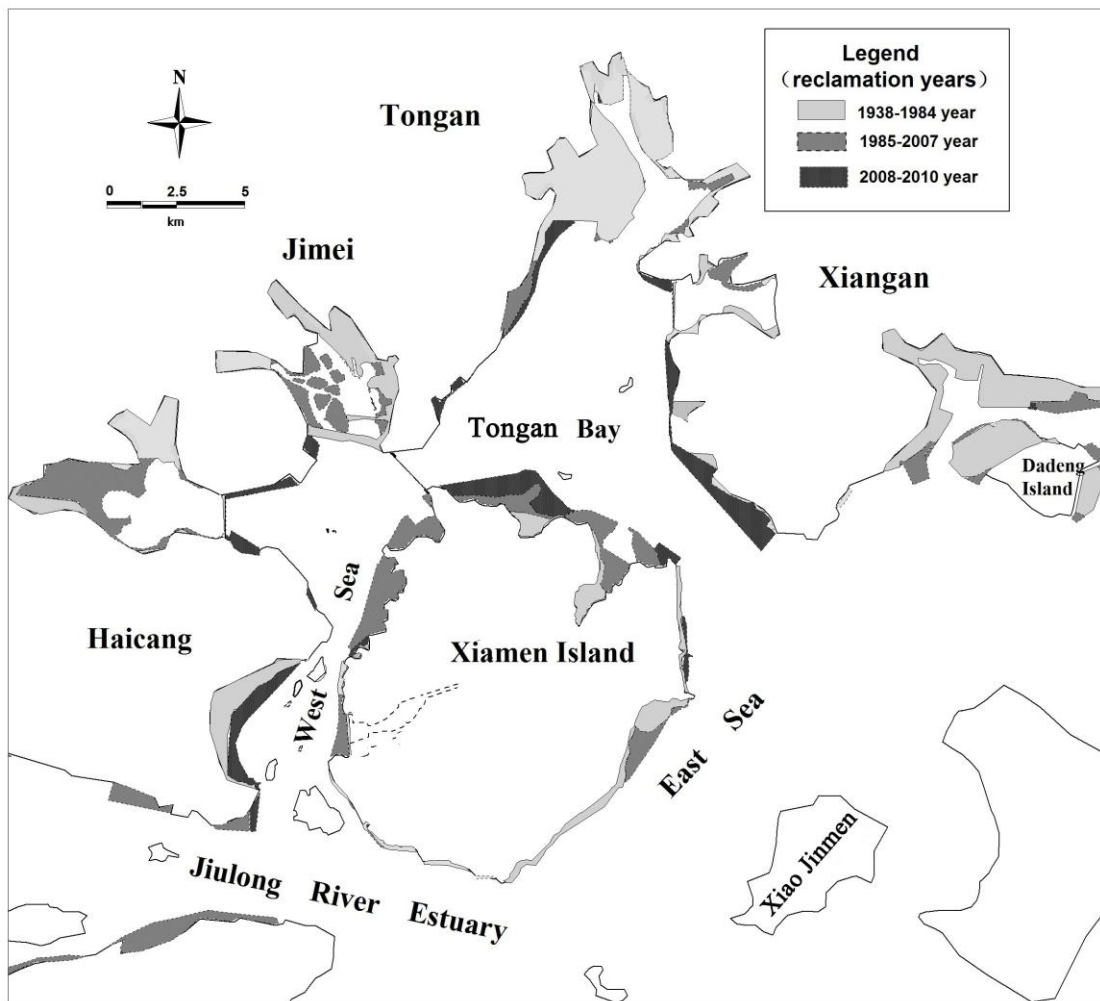 Legend
（reclamation years）
1938-1984 year
1985-2007 year
2008-2010 year
N
0 2.5 5
km
Tongan
Jimei
Xiangan
Tongan Bay
Dadeng
Island
Sea
Haicang
Xiamen Island
West
East Sea
Xiao Jinmen
Jiulong River Estuary